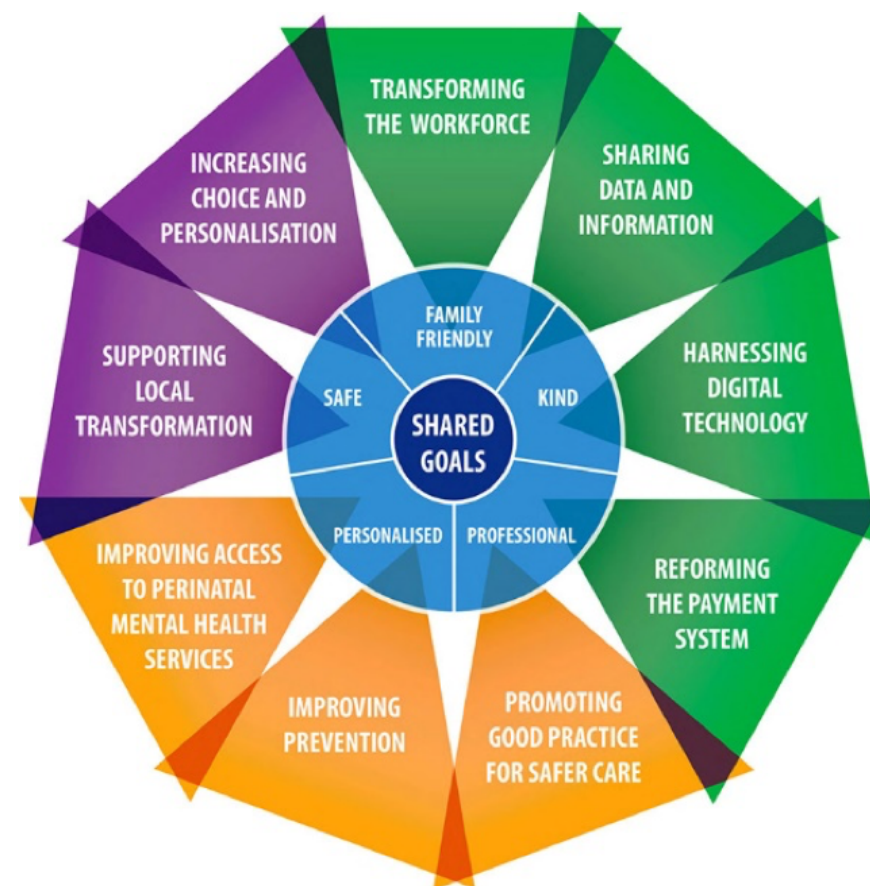 TRANSFORMING
THE WORKFORCE
SHARING
DATA AND
INFORMATION
HARNESSING
DIGITAL
TECHNOLOGY
REFORMING
THE PAYMENT
SYSTEM
PROMOTING
GOOD PRACTICE
FOR SAFER CARE
IMPROVING
PREVENTION
IMPROVING ACCESS
TO PERINATAL
MENTAL HEALTH
SERVICES
SUPPORTING
LOCAL
TRANSFORMATION
INCREASING
CHOICE AND
PERSONALISATION
FAMILY
FRIENDLY
KIND
PROFESSIONAL
PERSONALISED
SAFE
SHARED
GOALS